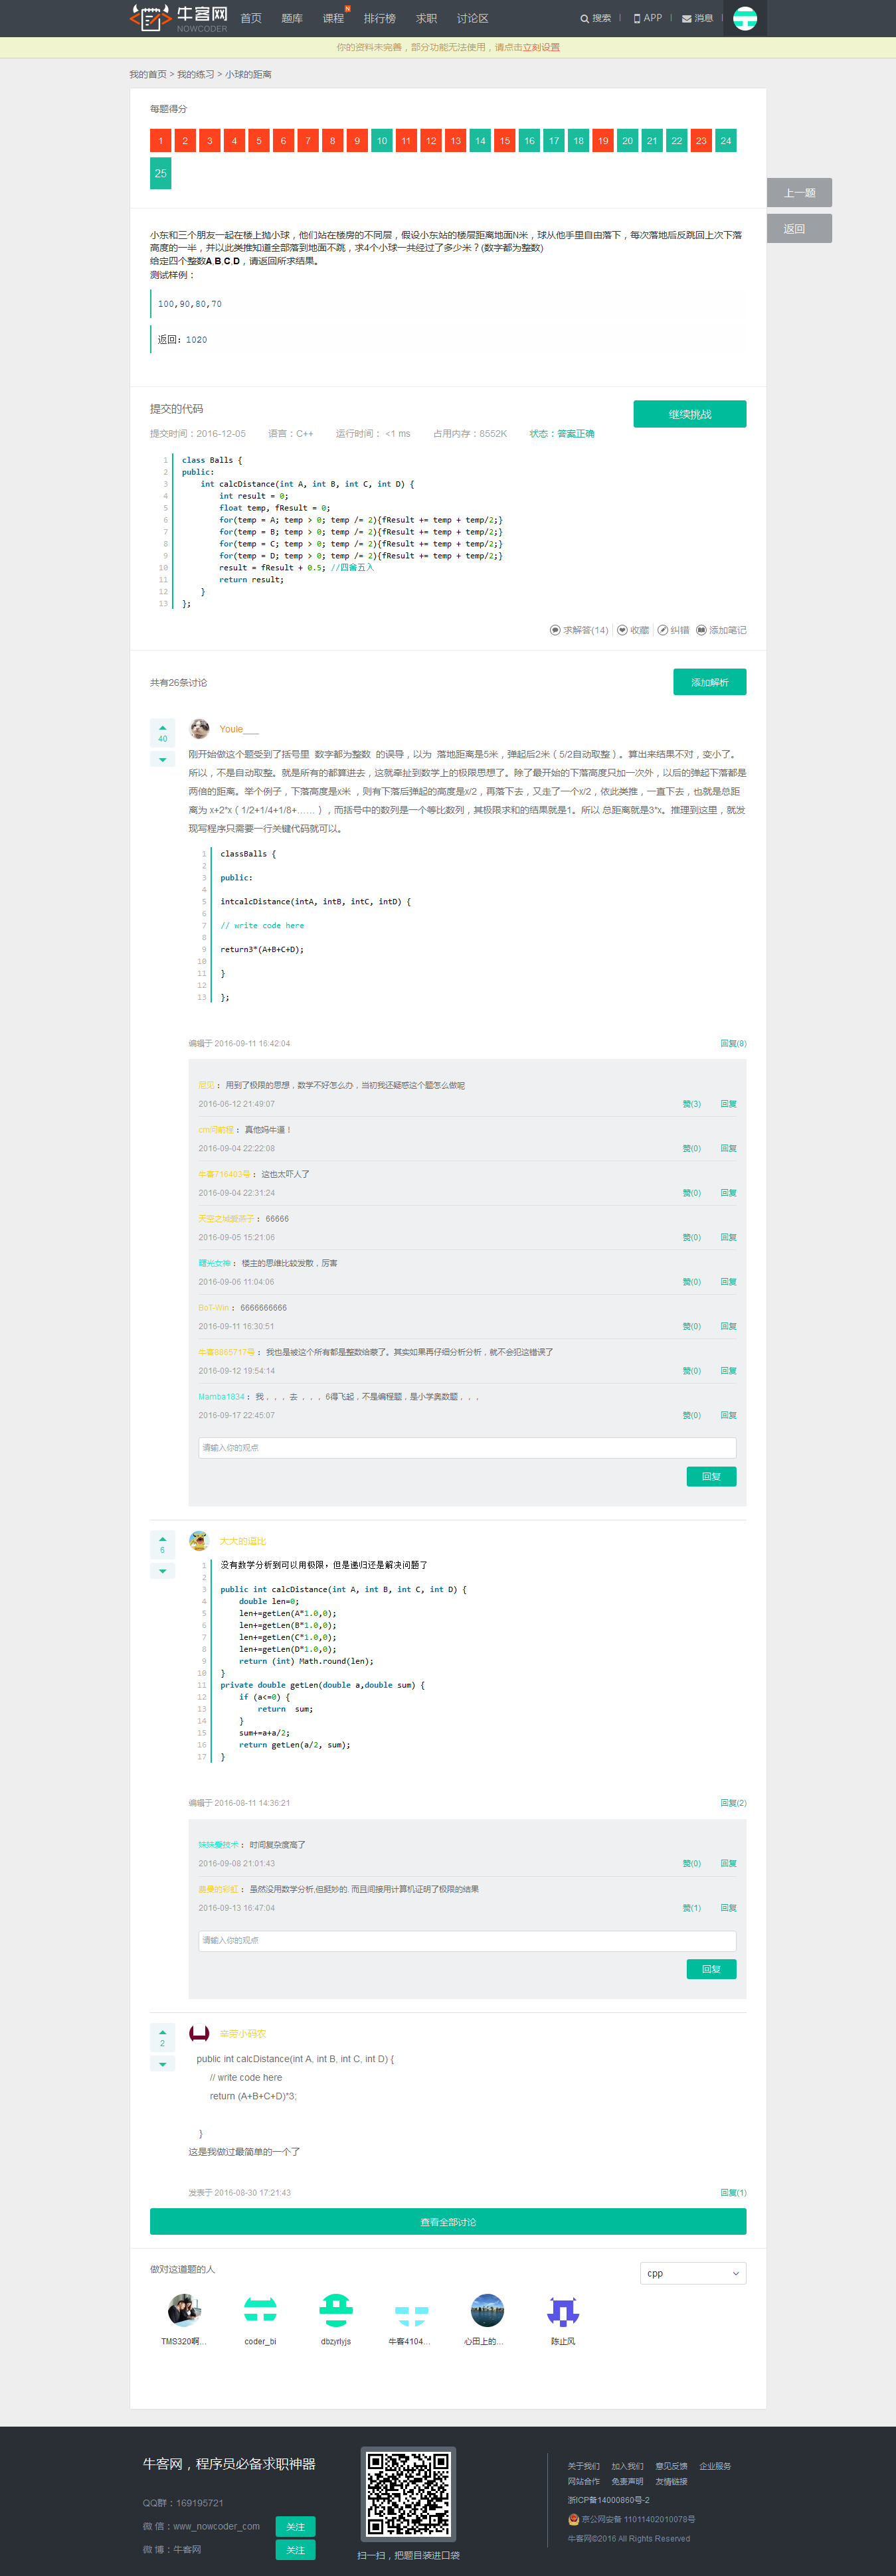 牛客网
NOWCODER
首页 题库 课程 N 排行榜 求职 讨论区 搜索 APP 消息
你的资料未完善，部分功能无法使用，请点击立刻设置
我的首页 > 我的练习 > 小球的距离
每题得分
1 2 3 4 5 6 7 8 9 10 11 12 13 14 15 16 17 18 19 20 21 22 23 24
25
上一题
返回
小东和三个朋友一起在楼上抛小球，他们站在楼房的不同层，假设小东站的楼层距离地面N米，球从他手里自由落下，每次落地后反跳回上次下落
高度的一半，并以此类推知道全部落到地面不跳，求4个小球一共经过了多少米？(数字都为整数)
给定四个整数A,B,C,D，请返回所求结果。
测试样例：
100,90,80,70
返回：1020
提交的代码
继续挑战
提交时间：2016-12-05 语言：C++ 运行时间： <1 ms 占用内存：8552K 状态：答案正确
1 class Balls {
2 public:
3 int calcDistance(int A, int B, int C, int D) {
4 int result = 0;
5 float temp, fResult = 0;
6 for(temp = A; temp > 0; temp /= 2){fResult += temp + temp/2;}
7 for(temp = B; temp > 0; temp /= 2){fResult += temp + temp/2;}
8 for(temp = C; temp > 0; temp /= 2){fResult += temp + temp/2;}
9 for(temp = D; temp > 0; temp /= 2){fResult += temp + temp/2;}
10 result = fResult + 0.5; //四舍五入
11 return result;
12 }
13 };
求解答(14) 收藏 纠错 添加笔记
共有26条讨论
添加解析
40
Youle___
刚开始做这个题受到了括号里 数字都为整数 的误导，以为 落地距离是5米，弹起后2米（5/2自动取整）。算出来结果不对，变小了。
所以，不是自动取整。就是所有的都算进去，这就牵扯到数学上的极限思想了。除了最开始的下落高度只加一次外，以后的弹起下落都是
两倍的距离。举个例子，下落高度是x米 ，则有下落后弹起的高度是x/2，再落下去，又走了一个x/2，依此类推，一直下去，也就是总距
离为 x+2*x（1/2+1/4+1/8+……），而括号中的数列是一个等比数列，其极限求和的结果就是1。所以 总距离就是3*x。推理到这里，就发
现写程序只需要一行关键代码就可以。
1 classBalls {
2
3 public:
4
5 intcalcDistance(intA, intB, intC, intD) {
6
7 // write code here
8
9 return3*(A+B+C+D);
10
11 }
12
13 };
编辑于 2016-09-11 16:42:04 回复(8)
尼克： 用到了极限的思想，数学不好怎么办，当初我还疑惑这个题怎么做呢
2016-06-12 21:49:07 赞(3) 回复
cm问前程： 真他妈牛逼！
2016-09-04 22:22:08 赞(0) 回复
牛客716403号： 这也太吓人了
2016-09-04 22:31:24 赞(0) 回复
66666
2016-09-05 15:21:06 赞(0) 回复
曙光女神： 楼主的思维比较发散，厉害
2016-09-06 11:04:06 赞(0) 回复
BoT-Win： 6666666666
2016-09-11 16:30:51 赞(0) 回复
牛客8865717号： 我也是被这个所有都是整数给蒙了。其实如果再仔细分析分析，就不会犯这错误了
2016-09-12 19:54:14 赞(0) 回复
Mamba1834： 我．．．去 ．．．6得飞起，不是编程题，是小学奥数题．．．
2016-09-17 22:45:07 赞(0) 回复
请输入你的观点
回复
6
大大的逗比
1 没有数学分析到可以用极限，但是递归还是解决问题了
2
3 public int calcDistance(int A, int B, int C, int D) {
4 double len=0;
5 len+=getLen(A*1.0,0);
6 len+=getLen(B*1.0,0);
7 len+=getLen(C*1.0,0);
8 len+=getLen(D*1.0,0);
9 return (int) Math.round(len);
10 }
11 private double getLen(double a,double sum) {
12 if (a<=0) {
13 return sum;
14 }
15 sum+=a+a/2;
16 return getLen(a/2, sum);
17 }
编辑于 2016-08-11 14:36:21 回复(2)
妹妹爱技术： 时间复杂度高了
2016-09-08 21:01:43 赞(0) 回复
虽然没用数学分析,但挺妙的. 而且间接用计算机证明了极限的结果
2016-09-13 16:47:04 赞(1) 回复
请输入你的观点
回复
2
辛劳小码农
public int calcDistance(int A, int B, int C, int D) {
// write code here
return (A+B+C+D)*3;
}
这是我做过最简单的一个了
发表于 2016-08-30 17:21:43 回复(1)
查看全部讨论
做对这道题的人
cpp
TMS320啊... coder_bi dbzyrlyjs 牛客4104... 心田上的... 陈止风
牛客网，程序员必备求职神器
QQ群：169195721
微 信：www_nowcoder_com 关注
微 博：牛客网 关注
扫一扫，把题目装进口袋
关于我们 加入我们 意见反馈 企业服务
网站合作 免责声明 友情链接
浙ICP备14000860号-2
京公网安备 11011402010078号
牛客网©2016 All Rights Reserved